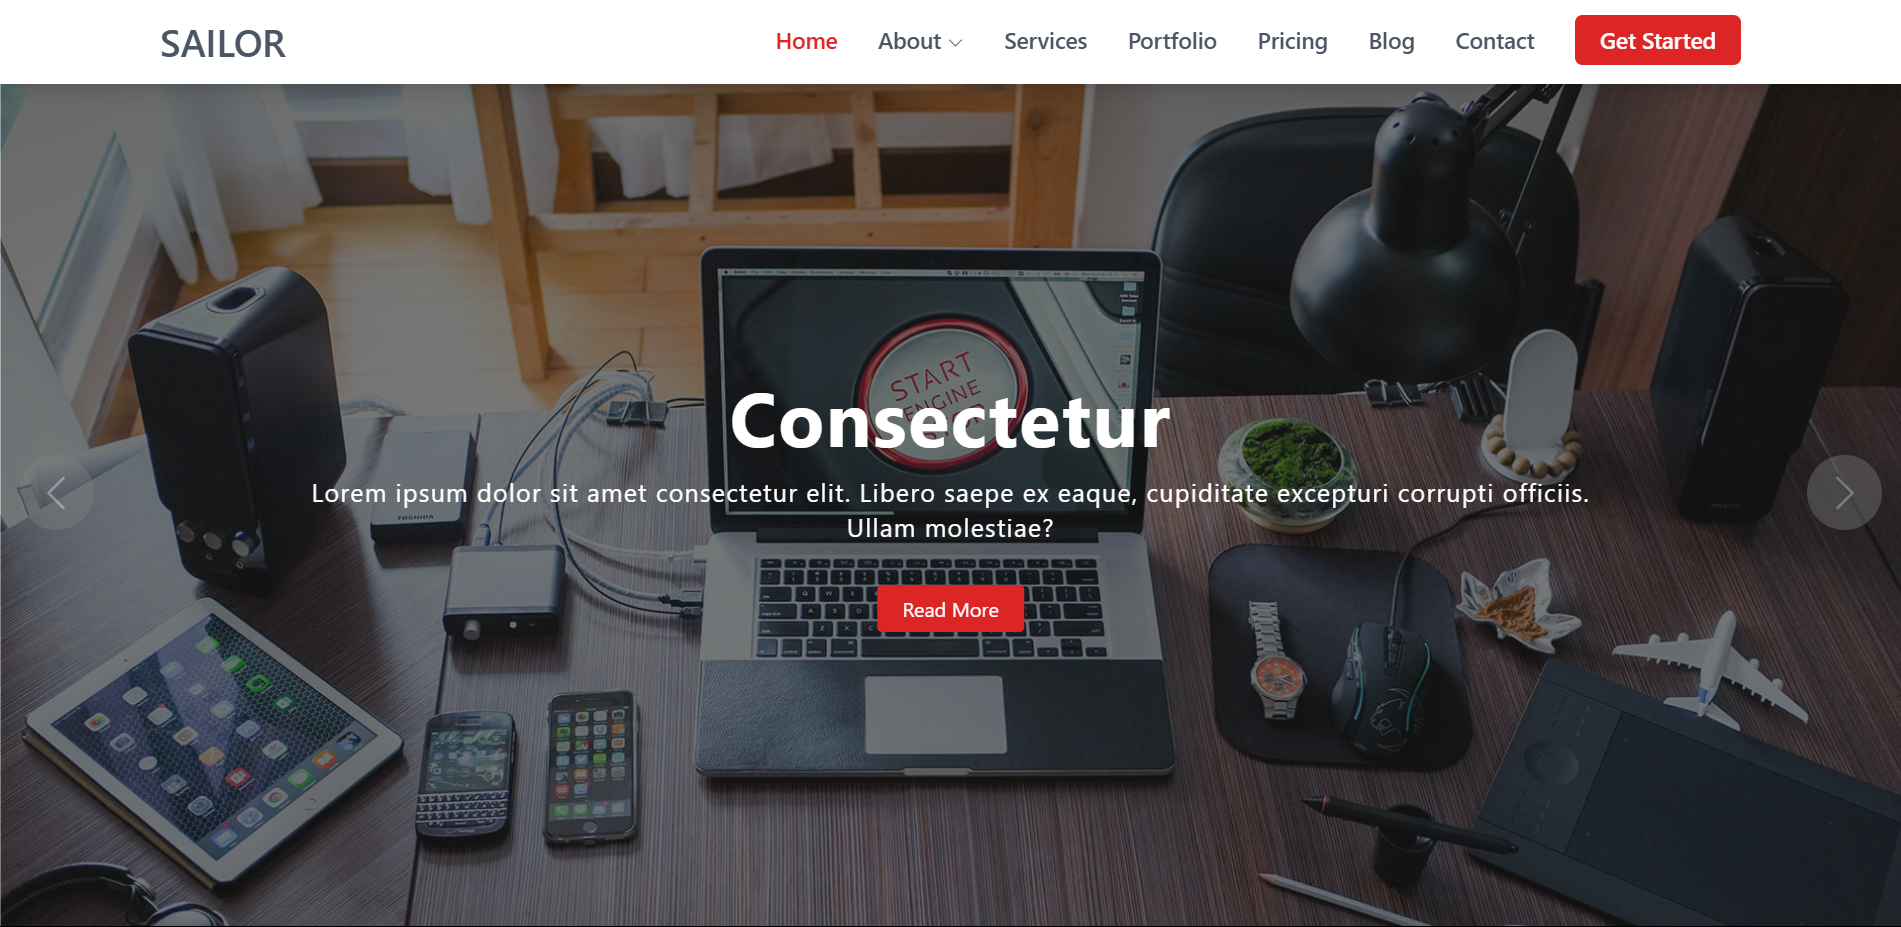 SAILOR
Home About Services Portfolio Pricing Blog Contact Get Started
START
ENGINE
Consectetur
Lorem ipsum dolor sit amet consectetur elit. Libero saepe ex eaque, cupiditate excepturi corrupti officiis.
Ullam molestiae?
TOSHIBA
Read More